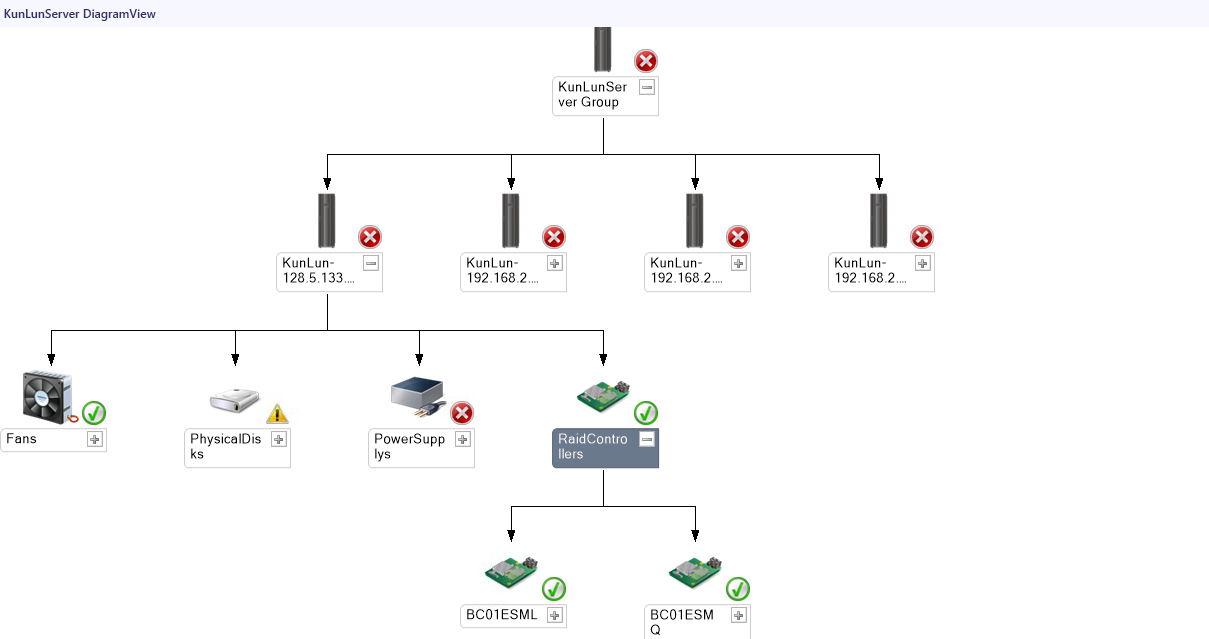 KunLunServer DiagramView
KunLunSer
ver Group
KunLun-
128.5.133....
KunLun-
192.168.2....
KunLun-
192.168.2....
KunLun-
192.168.2....
Fans
PhysicalDis
ks
PowerSupp
lys
RaidContro
llers
BC01ESML
BC01ESM
Q